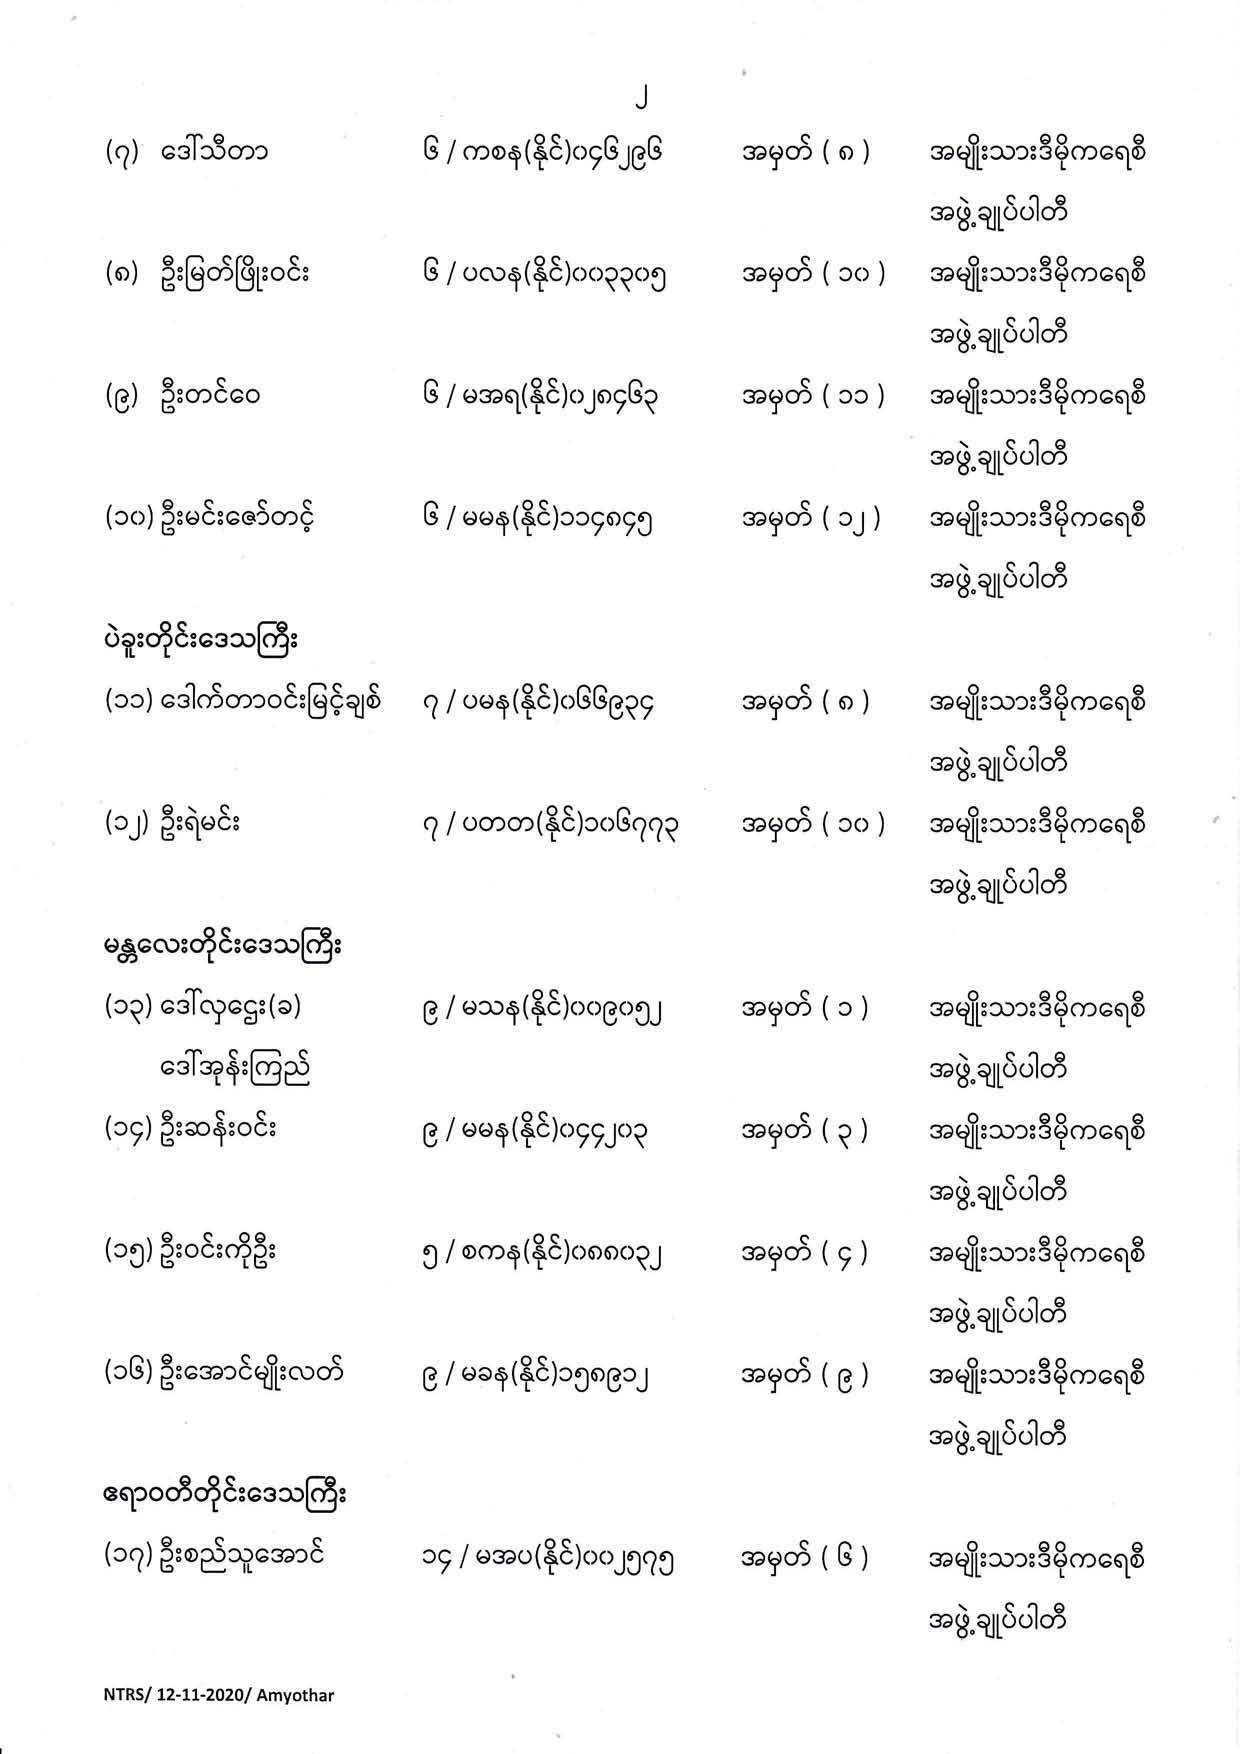 ၂
(၇) ဒေါ်သီတာ ၆ / ကစန(နိုင်)၀၄၆၂၉၆ အမှတ် ( ၈ ) အမျိုးသားဒီမိုကရေစီ
အဖွဲ့ချုပ်ပါတီ
(၈) ဦးမြတ်ဖြိုးဝင်း ၆ / ပလန(နိုင်)၀၀၃၃၀၅ အမှတ် ( ၁၀ ) အမျိုးသားဒီမိုကရေစီ
အဖွဲ့ချုပ်ပါတီ
(၉) ဦးတင်ဝေ ၆ / မအရ(နိုင်)၀၂၈၄၆၃ အမှတ် ( ၁၁ ) အမျိုးသားဒီမိုကရေစီ
အဖွဲ့ချုပ်ပါတီ
(၁၀) ဦးမင်းဇော်တင့် ၆ / မမန(နိုင်)၁၁၄၈၄၅ အမှတ် ( ၁၂ ) အမျိုးသားဒီမိုကရေစီ
အဖွဲ့ချုပ်ပါတီ
ပဲခူးတိုင်းဒေသကြီး
(၁၁) ဒေါက်တာဝင်းမြင့်ချစ် ၇ / ပမန(နိုင်)၀၆၆၉၃၄ အမှတ် ( ၈ ) အမျိုးသားဒီမိုကရေစီ
အဖွဲ့ချုပ်ပါတီ
(၁၂) ဦးရဲမင်း ၇ / ပတတ(နိုင်)၁၀၆၇၇၃ အမှတ် ( ၁၀ ) အမျိုးသားဒီမိုကရေစီ
အဖွဲ့ချုပ်ပါတီ
မန္တလေးတိုင်းဒေသကြီး
(၁၃) ဒေါ်လှဌေး(ခ) ၉ / မသန(နိုင်)၀၀၉၀၅၂ အမှတ် ( ၁ ) အမျိုးသားဒီမိုကရေစီ
ဒေါ်အုန်းကြည် အဖွဲ့ချုပ်ပါတီ
(၁၄) ဦးဆန်းဝင်း ၉ / မမန(နိုင်)၀၄၄၂၀၃ အမှတ် ( ၃ ) အမျိုးသားဒီမိုကရေစီ
အဖွဲ့ချုပ်ပါတီ
(၁၅) ဦးဝင်းကိုဦး ၅ / စကန(နိုင်)၀၈၈၀၃၂ အမှတ် ( ၄ ) အမျိုးသားဒီမိုကရေစီ
အဖွဲ့ချုပ်ပါတီ
(၁၆) ဦးအောင်မျိုးလတ် ၉ / မခန(နိုင်)၁၅၈၉၁၂ အမှတ် ( ၉ ) အမျိုးသားဒီမိုကရေစီ
အဖွဲ့ချုပ်ပါတီ
ဧရာဝတီတိုင်းဒေသကြီး
(၁၇) ဦးစည်သူအောင် ၁၄ / မအပ(နိုင်)၀၀၂၅၇၅ အမှတ် ( ၆ ) အမျိုးသားဒီမိုကရေစီ
အဖွဲ့ချုပ်ပါတီ
NTRS/ 12-11-2020/ Amyothar